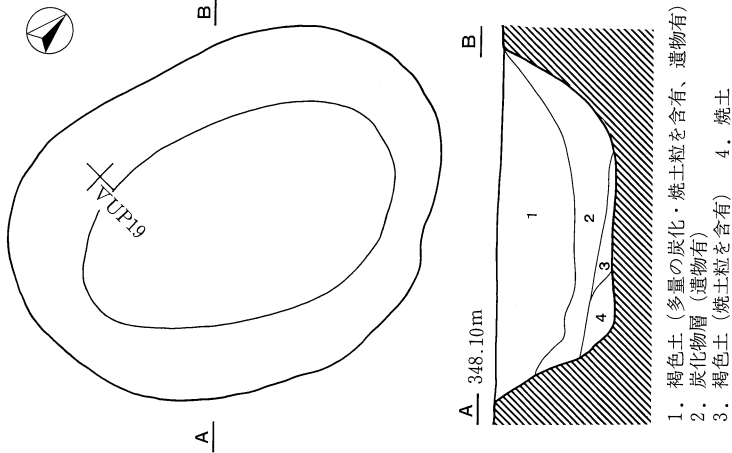 B
VUP19
A
B
A
348.10m
1
2
3
4
1. 褐色土 (多量の炭化・焼土粒を含有、遺物有)
2. 炭化物層 (遺物有)
3. 褐色土 (焼土粒を含有) 4. 焼土